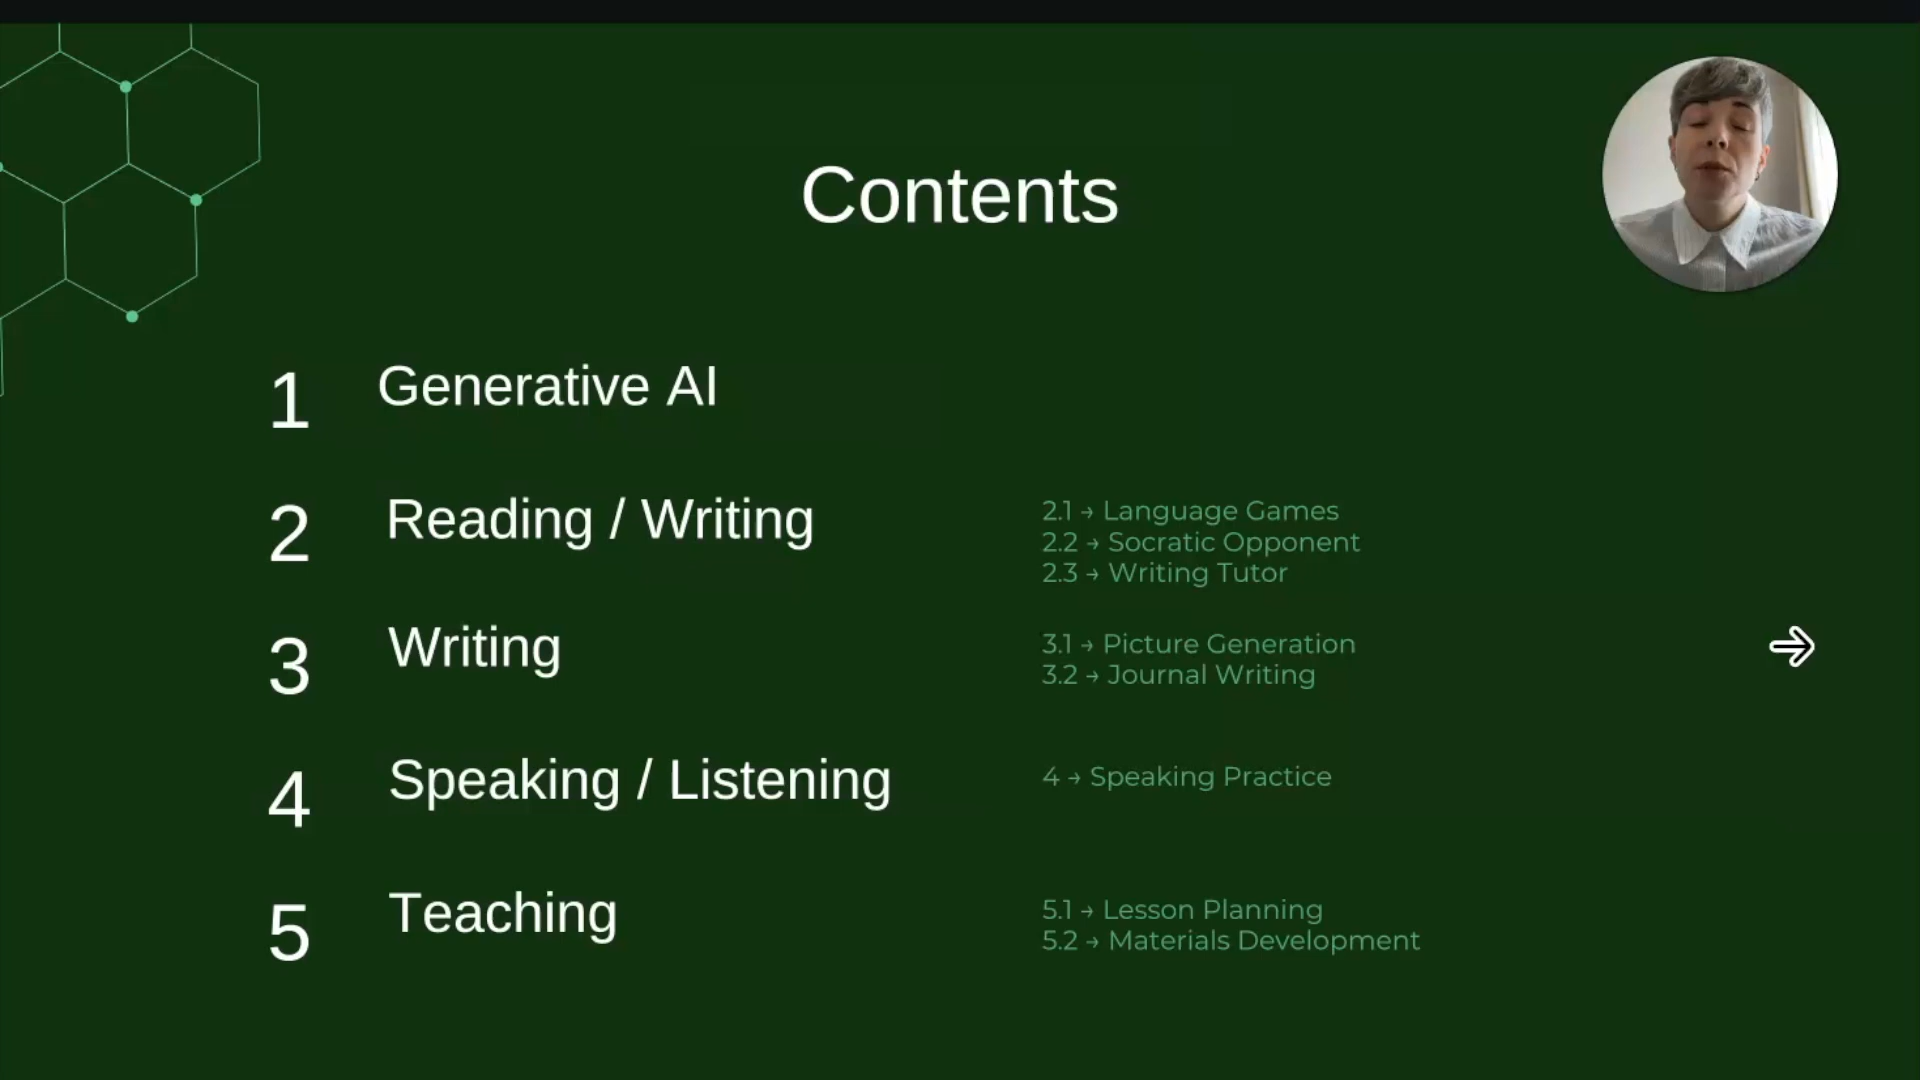 Contents
1 Generative AI
2 Reading / Writing
2.1 → Language Games
2.2 → Socratic Opponent
2.3 → Writing Tutor
3 Writing
3.1 → Picture Generation
3.2 → Journal Writing
4 Speaking / Listening
4 → Speaking Practice
5 Teaching
5.1 → Lesson Planning
5.2 → Materials Development